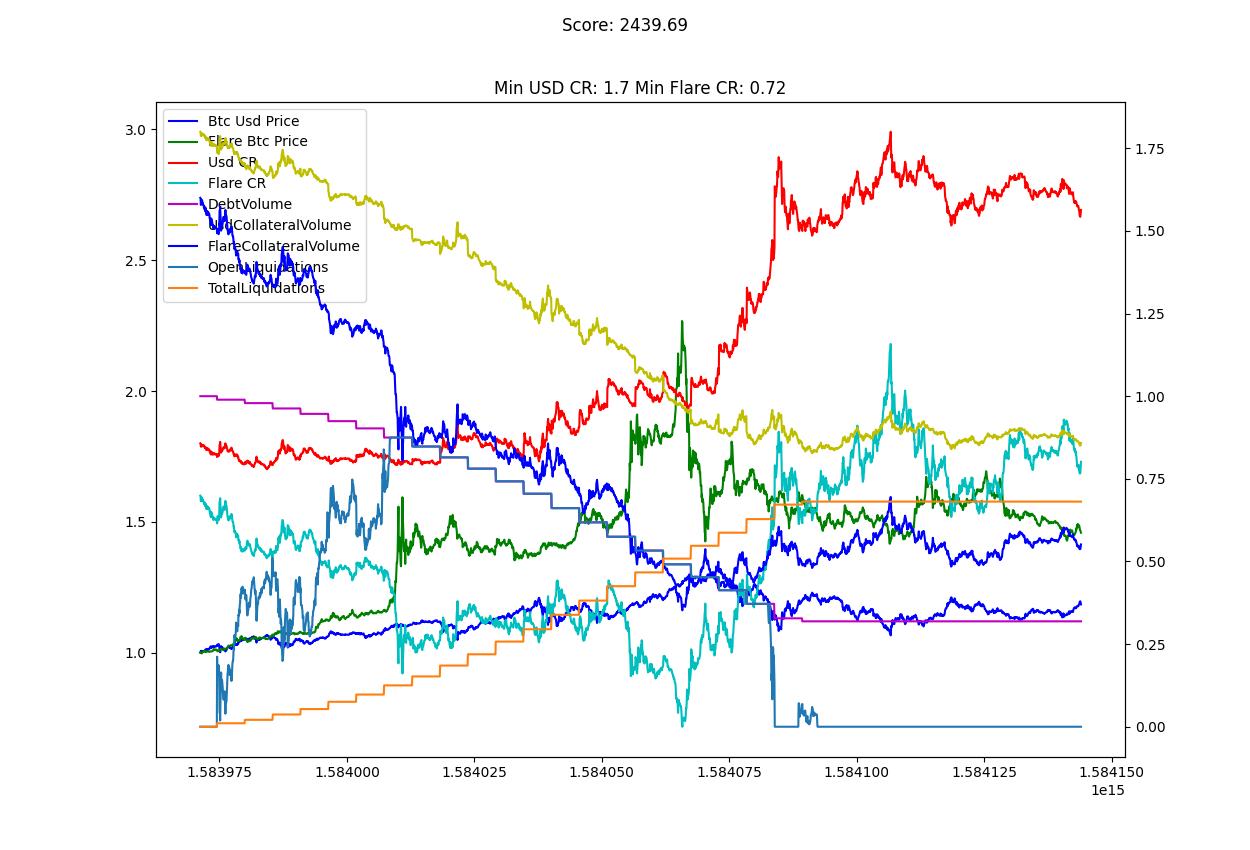 Score: 2439.69
Min USD CR: 1.7 Min Flare CR: 0.72
Btc Usd Price
Flare Btc Price
Usd CR
Flare CR
DebtVolume
UsdCollateralVolume
FlareCollateralVolume
OpenLiquidations
TotalLiquidations
3.0
2.5
2.0
1.5
1.0
1.75
1.50
1.25
1.00
0.75
0.50
0.25
0.00
1.583975 1.584000 1.584025 1.584050 1.584075 1.584100 1.584125 1.584150
1e15